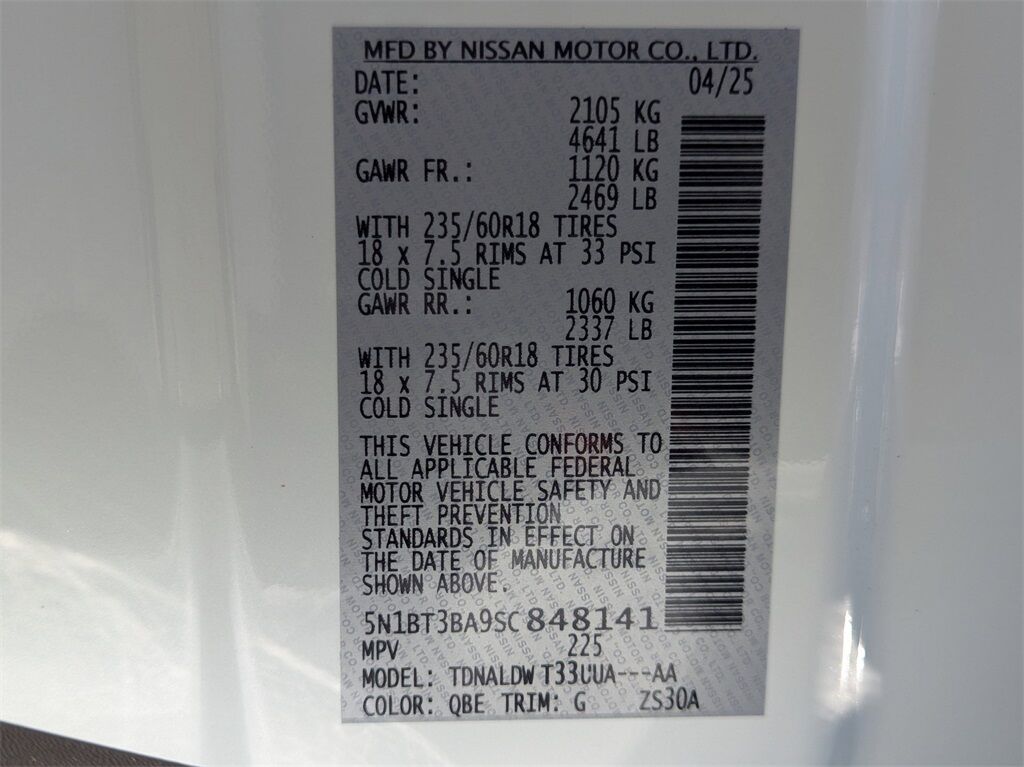 MFD BY NISSAN MOTOR CO., LTD.
DATE: 04/25
GVWR: 2105 KG
4641 LB
GAWR FR.: 1120 KG
2469 LB
WITH 235/60R18 TIRES
18 x 7.5 RIMS AT 33 PSI
COLD SINGLE
GAWR RR.: 1060 KG
2337 LB
WITH 235/60R18 TIRES
18 x 7.5 RIMS AT 30 PSI
COLD SINGLE
THIS VEHICLE CONFORMS TO
ALL APPLICABLE FEDERAL
MOTOR VEHICLE SAFETY AND
THEFT PREVENTION
STANDARDS IN EFFECT ON
THE DATE OF MANUFACTURE
SHOWN ABOVE.
5N1BT3BA9SC848141
MPV 225
MODEL: TDNALDW T33UUA---AA
COLOR: QBE TRIM: G ZS30A